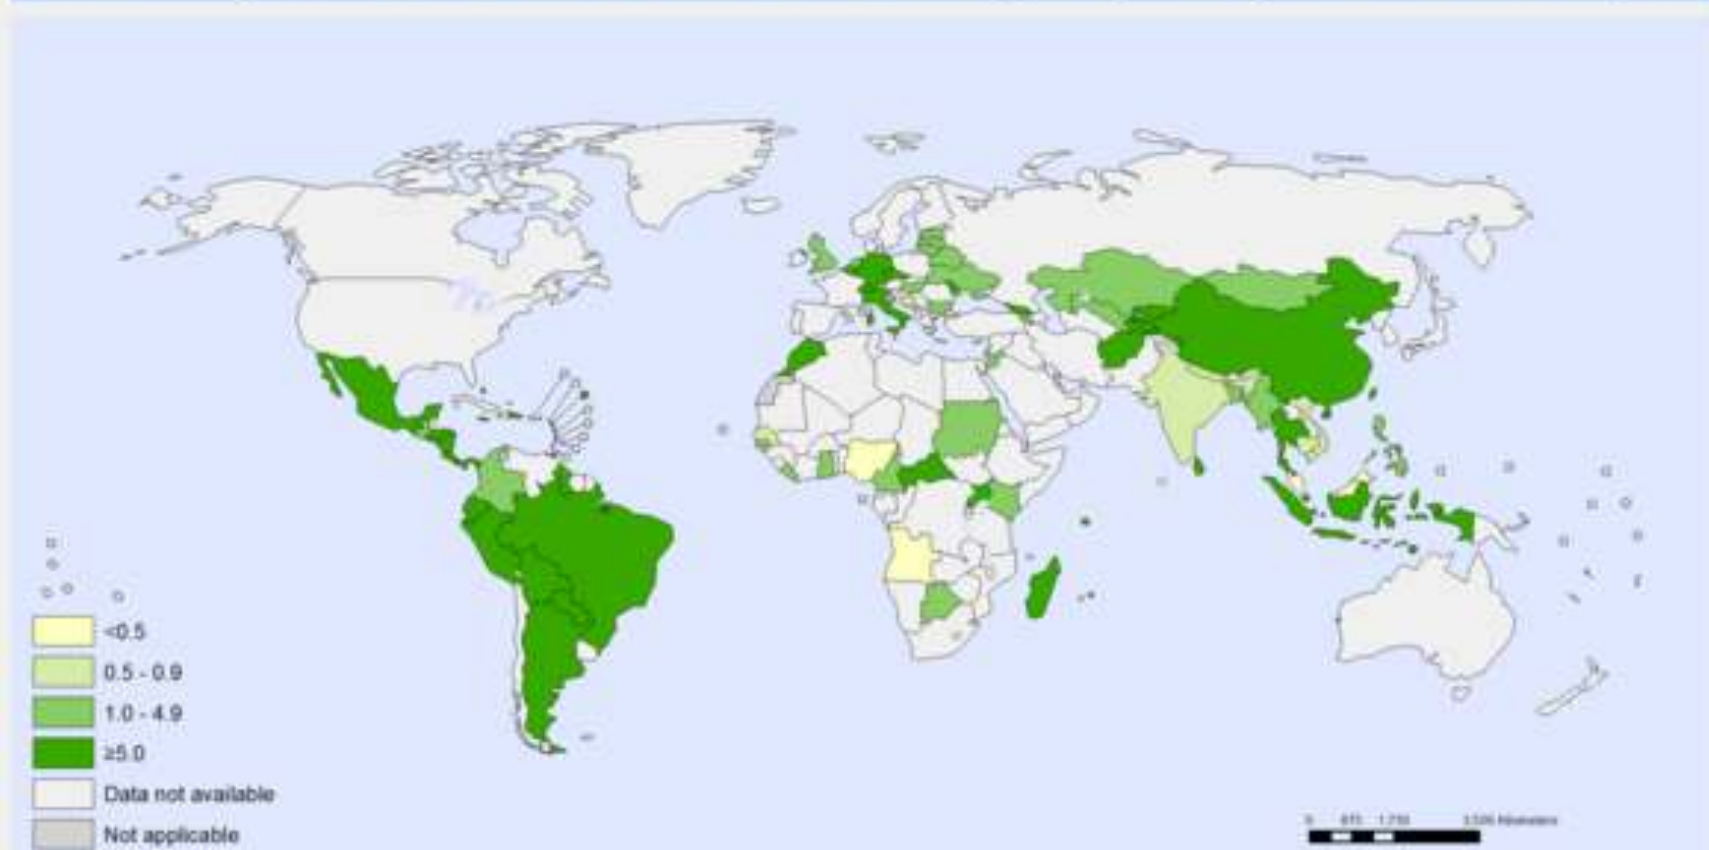 <0.5
0.5 - 0.9
1.0 - 4.9
≥5.0
Data not available
Not applicable